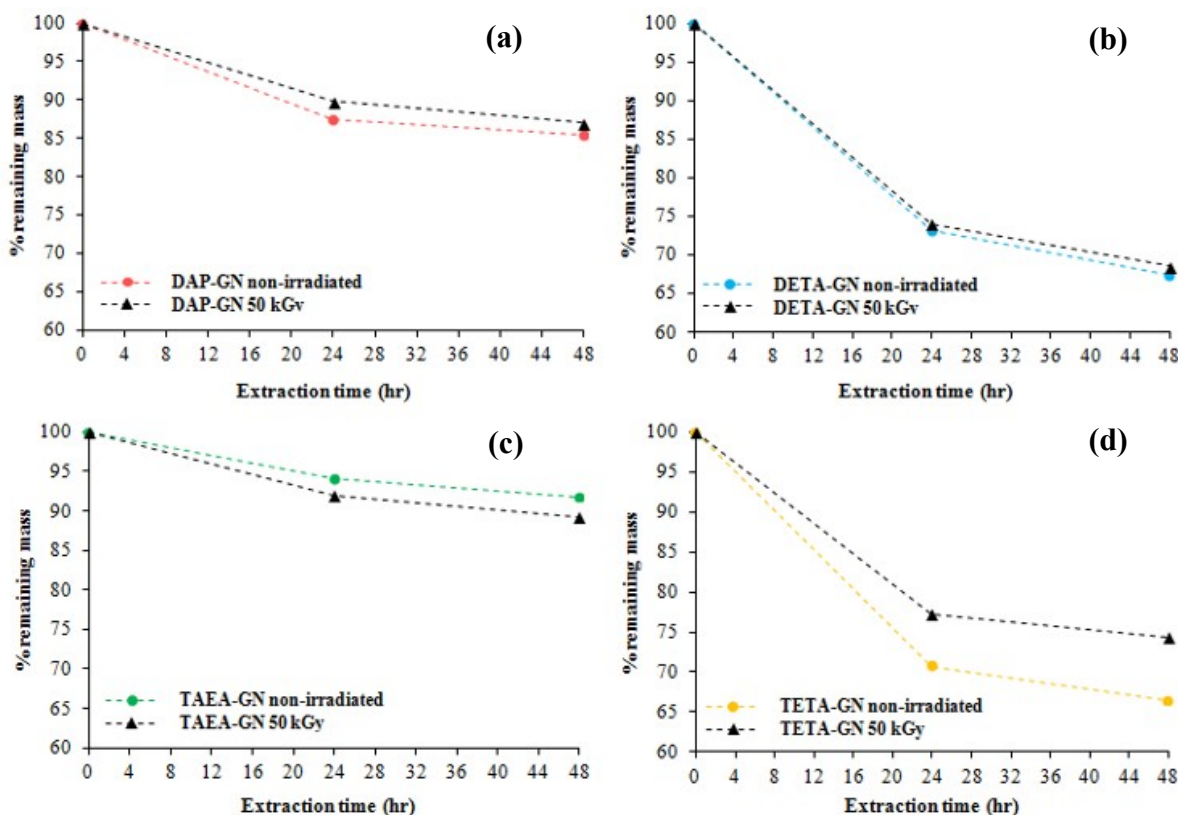 (a)
100
95
90
85
80
75
70
65
60
% remaining mass
DAP-GN non-irradiated
DAP-GN 50 kGy
0 4 8 12 16 20 24 28 32 36 40 44 48
Extraction time (hr)
(b)
100
95
90
85
80
75
70
65
60
% remaining mass
DETA-GN non-irradiated
DETA-GN 50 kGy
0 4 8 12 16 20 24 28 32 36 40 44 48
Extraction time (hr)
(c)
100
95
90
85
80
75
70
65
60
% remaining mass
TAEA-GN non-irradiated
TAEA-GN 50 kGy
0 4 8 12 16 20 24 28 32 36 40 44 48
Extraction time (hr)
(d)
100
95
90
85
80
75
70
65
60
% remaining mass
TETA-GN non-irradiated
TETA-GN 50 kGy
0 4 8 12 16 20 24 28 32 36 40 44 48
Extraction time (hr)